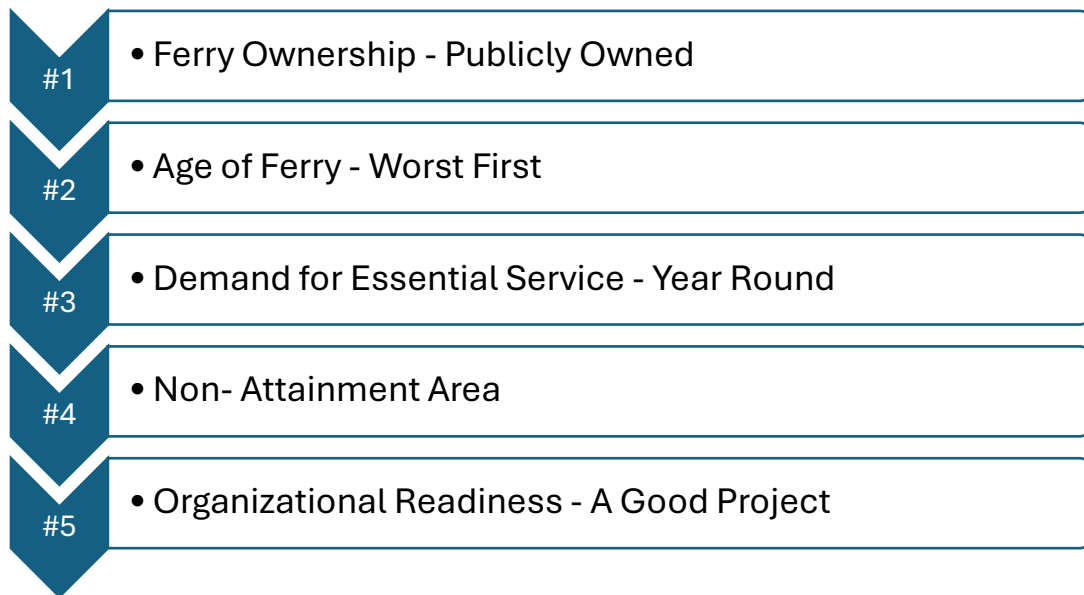 #1
• Ferry Ownership - Publicly Owned
#2
• Age of Ferry - Worst First
#3
• Demand for Essential Service - Year Round
#4
• Non- Attainment Area
#5
• Organizational Readiness - A Good Project